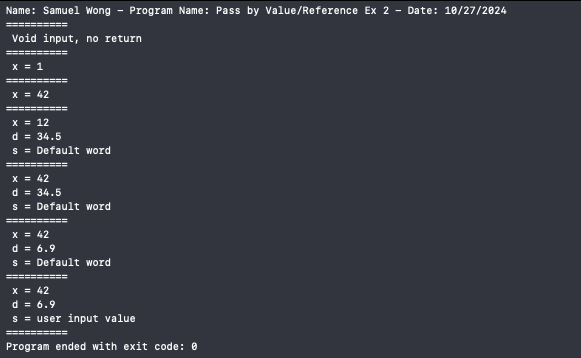 Name: Samuel Wong - Program Name: Pass by Value/Reference Ex 2 - Date: 10/27/2024
==========
Void input, no return
==========
x = 1
==========
x = 42
==========
x = 12
d = 34.5
s = Default word
==========
x = 42
d = 34.5
s = Default word
==========
x = 42
d = 6.9
s = Default word
==========
x = 42
d = 6.9
s = user input value
==========
Program ended with exit code: 0